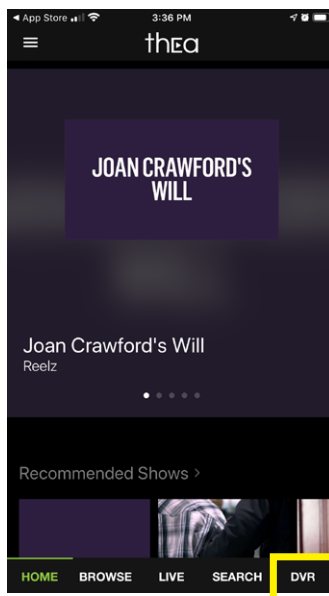 App Store
3:36 PM
thEa
JOAN CRAWFORD'S
WILL
Joan Crawford's Will
Reelz
Recommended Shows >
HOME BROWSE LIVE SEARCH DVR